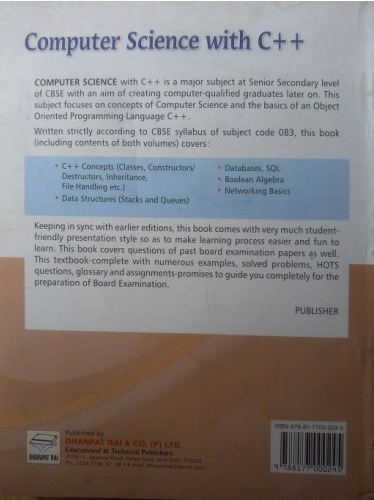 Computer Science with C++
COMPUTER SCIENCE with C++ is a major subject at Senior Secondary level
of CBSE with an aim of creating computer-qualified graduates later on. This
subject focuses on concepts of Computer Science and the basics of an Object
Oriented Programming Language C++.
Written strictly according to CBSE syllabus of subject code 083, this book
(including contents of both volumes) covers :
• C++ Concepts (Classes, Constructors/
Destructors, Inheritance,
File Handling etc.)
• Data Structures (Stacks and Queues)
• Databases, SQL
• Boolean Algebra
• Networking Basics
Keeping in sync with earlier editions, this book comes with very much student-
friendly presentation style so as to make learning process easier and fun to
learn. This book covers questions of past board examination papers as well.
This textbook-complete with numerous examples, solved problems, HOTS
questions, glossary and assignments-promises to guide you completely for the
preparation of Board Examination.
PUBLISHER
DHANPAT RAI
Published by :
DHANPAT RAI & CO. (P) LTD.
Educational & Technical Publishers
ISBN 978-81-7700-024-5